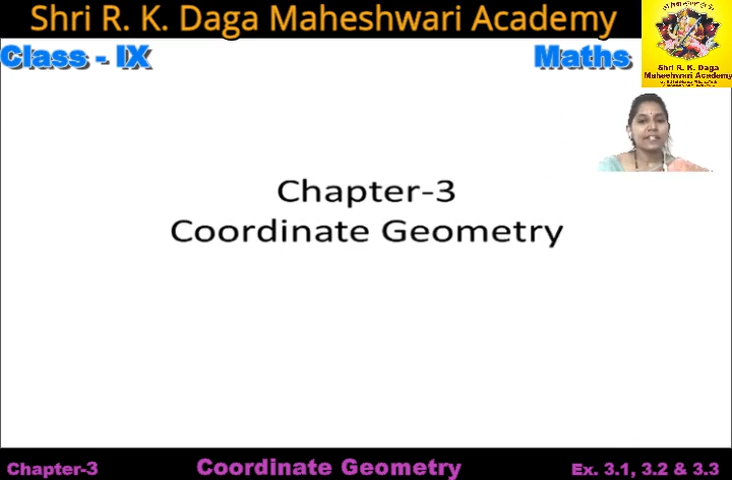 Shri R. K. Daga Maheshwari Academy
Class - IX
Maths
Shri R. K. Daga
Maheshwari Academy
Chapter-3
Coordinate Geometry
Chapter-3
Coordinate Geometry
Ex. 3.1, 3.2 & 3.3